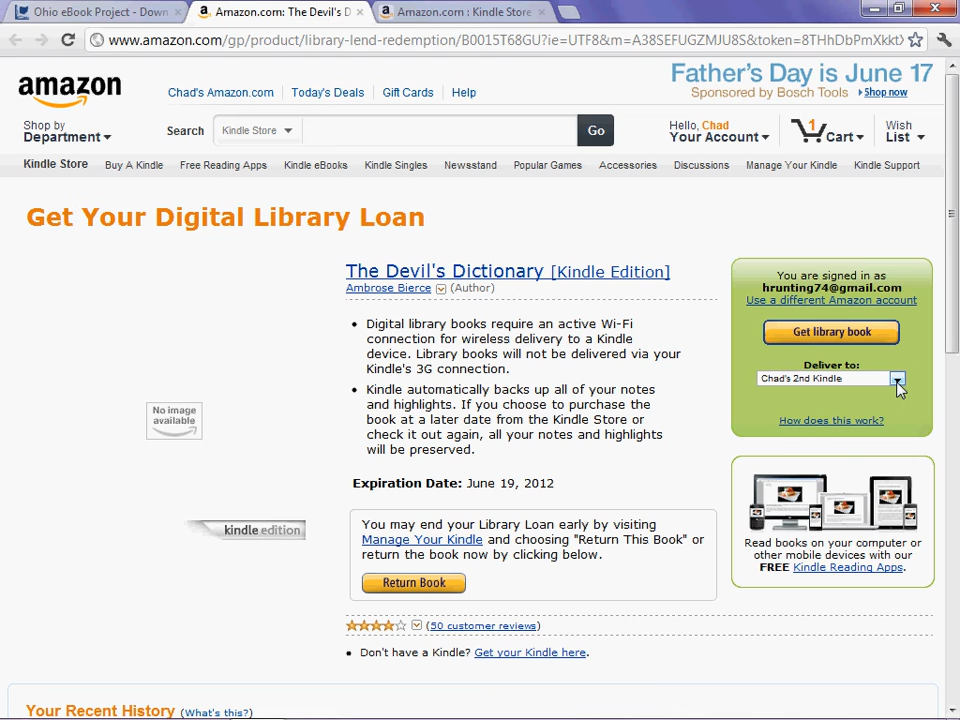 Ohio eBook Project - Down
Amazon.com: The Devil's D
Amazon.com : Kindle Store
www.amazon.com/gp/product/library-lend-redemption/B0015T68GU?ie=UTF8&m=A38SEFUGZMJU8S&token=8THhDbPmXkkt
amazon
Chad's Amazon.com
Today's Deals
Gift Cards
Help
Father's Day is June 17
Sponsored by Bosch Tools
Shop now
Shop by
Department
Search
Kindle Store
Go
Hello, Chad
Your Account
1
Cart
Wish
List
Kindle Store
Buy A Kindle
Free Reading Apps
Kindle eBooks
Kindle Singles
Newsstand
Popular Games
Accessories
Discussions
Manage Your Kindle
Kindle Support
Get Your Digital Library Loan
The Devil's Dictionary [Kindle Edition]
Ambrose Bierce (Author)
• Digital library books require an active Wi-Fi
connection for wireless delivery to a Kindle
device. Library books will not be delivered via your
Kindle's 3G connection.
• Kindle automatically backs up all of your notes
and highlights. If you choose to purchase the
book at a later date from the Kindle Store or
check it out again, all your notes and highlights
will be preserved.
No image
available
kindle edition
Expiration Date: June 19, 2012
You may end your Library Loan early by visiting
Manage Your Kindle and choosing "Return This Book" or
return the book now by clicking below.
Return Book
(50 customer reviews)
• Don't have a Kindle? Get your Kindle here.
You are signed in as
hrunting74@gmail.com
Use a different Amazon account
Get library book
Deliver to:
Chad's 2nd Kindle
How does this work?
Read books on your computer or
other mobile devices with our
FREE Kindle Reading Apps.
Your Recent History (What's this?)